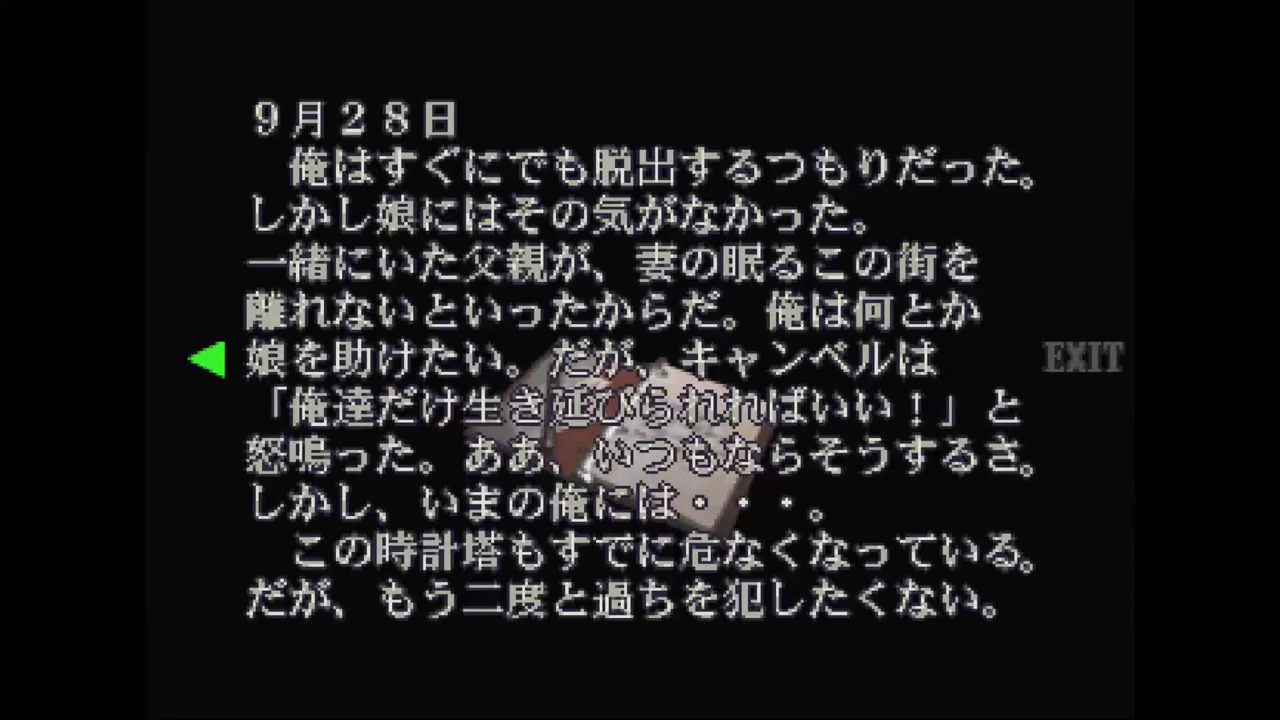 ９月２８日
　俺はすぐにでも脱出するつもりだった。
しかし娘にはその気がなかった。
一緒にいた父親が、妻の眠るこの街を
離れないといったからだ。俺は何とか
娘を助けたい。だが、キャンベルは
「俺達だけ生き延びられればいい！」と
怒鳴った。ああ、いつもならそうするさ。
しかし、いまの俺には・・・。
　この時計塔もすでに危なくなっている。
だが、もう二度と過ちを犯したくない。
EXIT